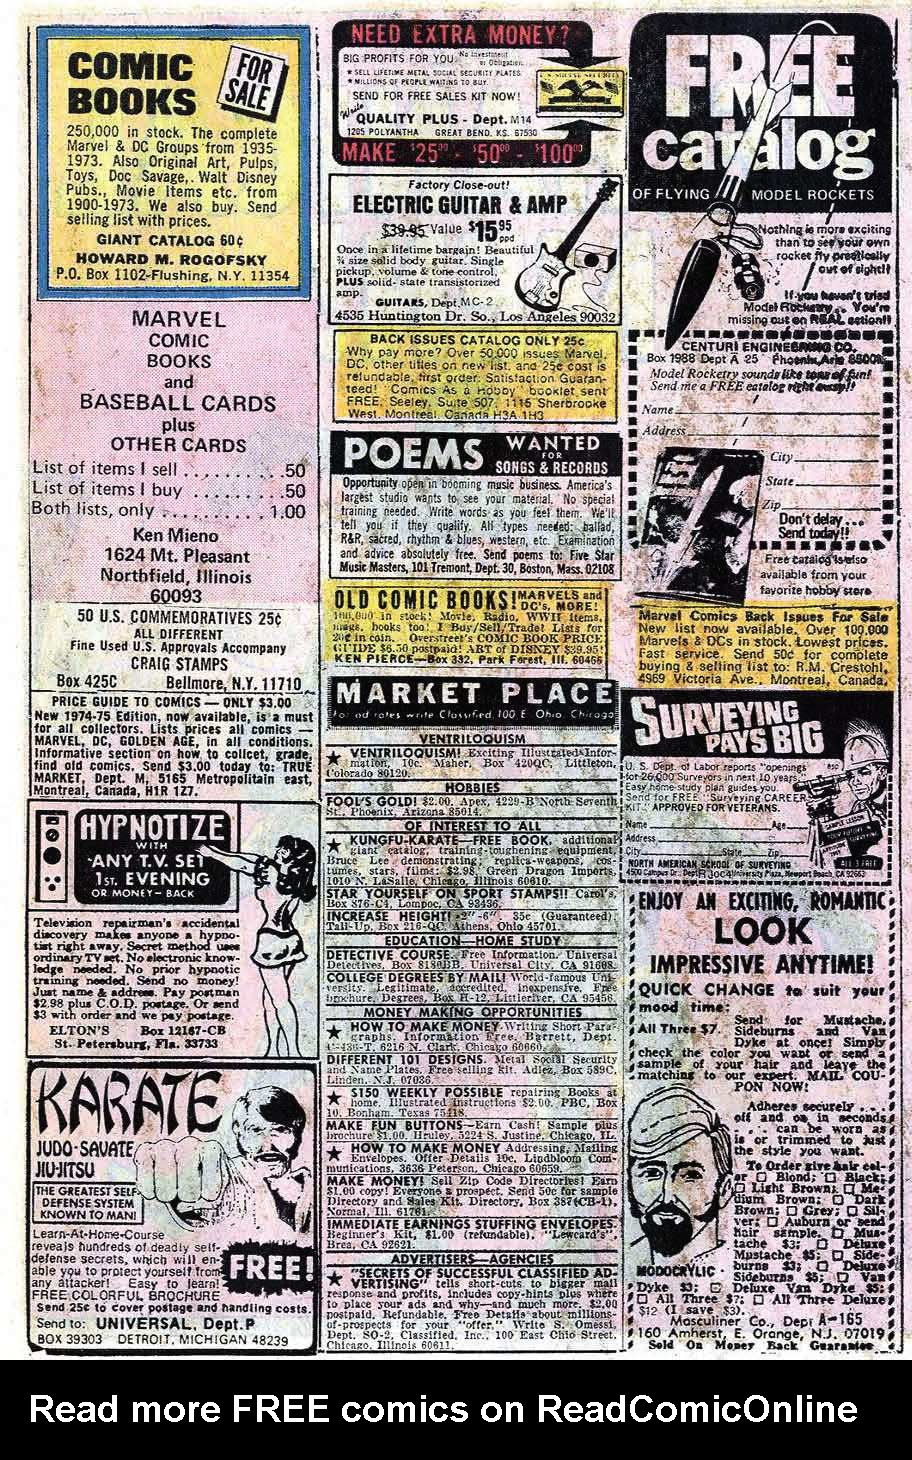 COMIC
BOOKS
FOR
SALE
250,000 in stock. The complete
Marvel & DC Groups from 1935-
1973. Also Original Art, Pulps,
Toys, Doc Savage, Walt Disney
Pubs., Movie Items etc. from
1900-1973. We also buy. Send
selling list with prices.
GIANT CATALOG 60¢
HOWARD M. ROGOFSKY
P.O. Box 1102-Flushing, N.Y. 11354
MARVEL
COMIC
BOOKS
and
BASEBALL CARDS
plus
OTHER CARDS
List of items I sell . . . . . . . . . .50
List of items I buy . . . . . . . . .50
Both lists, only . . . . . . . . . . . 1.00
Ken Mieno
1624 Mt. Pleasant
Northfield, Illinois
60093
50 U.S. COMMEMORATIVES 25¢
ALL DIFFERENT
Fine Used U.S. Approvals Accompany
CRAIG STAMPS
Box 425C Bellmore, N.Y. 11710
PRICE GUIDE TO COMICS — ONLY $3.00
New 1974-75 Edition, now available, is a must
for all collectors. Lists prices all comics —
MARVEL, DC, GOLDEN AGE, in all conditions.
Informative section on how to collcet, grade,
find old comics. Send $3.00 today to: TRUE
MARKET, Dept. M, 5165 Metropolitain east,
Montreal, Canada, H1R 1Z7.
HYPNOTIZE
WITH
ANY T.V. SET
1ST. EVENING
OR MONEY - BACK
Television repairman's accidental
discovery makes anyone a hypno-
tist right away. Secret method uses
ordinary TV set. No electronic know-
ledge needed. No prior hypnotic
training needed. Send no money!
Just name & address. Pay postman
$2.98 plus C.O.D. postage. Or send
$3 with order and we pay postage.
ELTON'S Box 12167-CB
St. Petersburg, Fla. 33733
KARATE
JUDO-SAVATE
JIU-JITSU
THE GREATEST SELF
DEFENSE SYSTEM
KNOWN TO MAN!
Learn-At-Home-Course
reveals hundreds of deadly self-
defense secrets, which will en-
able you to protect yourself from
any attacker! Easy to learn!
FREE COLORFUL BROCHURE
FREE!
Send 25¢ to cover postage and handling costs.
Send to: UNIVERSAL, Dept.P
BOX 39303 DETROIT, MICHIGAN 48239
NEED EXTRA MONEY?
BIG PROFITS FOR YOU No Investment
or Obligation.
★ SELL LIFETIME METAL SOCIAL SECURITY PLATES
★ MILLIONS OF PEOPLE WAITING TO BUY.
SEND FOR FREE SALES KIT NOW!
Write
QUALITY PLUS - Dept. M14
1205 POLYANTHA GREAT BEND, KS. 67530
MAKE $25.00 - $50.00 - $100.00
Factory Close-out!
ELECTRIC GUITAR & AMP
$39.95 Value $15.95 ppd
Once in a lifetime bargain! Beautiful
¾ size solid body guitar. Single
pickup, volume & tone control,
PLUS solid-state transistorized
amp.
GUITARS, Dept. MC-2
4535 Huntington Dr. So., Los Angeles 90032
BACK ISSUES CATALOG ONLY 25¢
Why pay more? Over 50,000 issues Marvel,
DC, other titles on new list, and 25¢ cost is
refundable, first order. Satisfaction Guaran-
teed! "Comics As a Hobby" booklet sent
FREE, Seeley, Suite 507, 1116 Sherbrooke
West, Montreal, Canada H3A 1H3
POEMS WANTED
FOR
SONGS & RECORDS
Opportunity open in booming music business. America's
largest studio wants to see your material. No special
training needed. Write words as you feel them. We'll
tell you if they qualify. All types needed: ballad,
R&R, sacred, rhythm & blues, western, etc. Examination
and advice absolutely free. Send poems to: Five Star
Music Masters, 101 Tremont, Dept. 30, Boston, Mass. 02108
OLD COMIC BOOKS! MARVELS and
DC's, MORE!
100,000 in stock! Movie, Radio, WWII items,
mags, books too! I Buy/Sell/Trade! Lists for
20¢ in coin. Overstreet's COMIC BOOK PRICE
GUIDE $6.50 postpaid! ART of DISNEY $39.95!
KEN PIERCE—Box 332, Park Forest, Ill. 60466
MARKET PLACE
For ad rates write Classified, 100 E. Ohio, Chicago
VENTRILOQUISM
★ VENTRILOQUISM! Exciting Illustrated Infor-
mation, 10c. Maher, Box 420QC, Littleton,
Colorado 80120.
HOBBIES
FOOL'S GOLD! $2.00. Apex, 4229-B North Seventh
St., Phoenix, Arizona 85014.
OF INTEREST TO ALL
★ KUNGFU-KARATE—FREE BOOK, additional
giant catalog, training - toughening equipment,
Bruce Lee demonstrating; replica-weapons, cos-
tumes, stars, films: $2.98. Green Dragon Imports,
1010 N. LaSalle, Chicago, Illinois 60610.
STAR YOURSELF ON SPORT STAMPS!! Carol's,
Box 876-C4, Lompoc, CA 93436.
INCREASE HEIGHT! 2"-6". 35c (Guaranteed)
Tall-Up, Box 216-QC, Athens, Ohio 45701.
EDUCATION—HOME STUDY
DETECTIVE COURSE. Free Information. Universal
Detectives, Box 8180DB, Universal City, CA 91608.
COLLEGE DEGREES BY MAIL! World-famous Uni-
versity. Legitimate, accredited, inexpensive, Free
brochure, Degrees, Box H-12, Littleriver, CA 95456.
MONEY MAKING OPPORTUNITIES
★ HOW TO MAKE MONEY Writing Short Para-
graphs. Information Free. Barrett, Dept.
C-436-T, 6216 N. Clark, Chicago 60660.
DIFFERENT 101 DESIGNS. Metal Social Security
and Name Plates. Free selling kit. Adlez, Box 589C,
Linden, N.J. 07036.
★ $150 WEEKLY POSSIBLE repairing Books at
home. Illustrated Instructions $2.00. PBC, Box
10, Bonham, Texas 75418.
MAKE FUN BUTTONS—Earn Cash! Sample plus
brochure $1.00. Hruley, 5224 S. Justine, Chicago, IL.
★ HOW TO MAKE MONEY Addressing, Mailing
Envelopes. Offer Details 10c, Lindbloom Com-
munications, 3636 Peterson, Chicago 60659.
MAKE MONEY! Sell Zip Code Directories! Earn
$1.00 copy! Everyone a prospect. Send 50c for sample
Directory and Sales Kit. Directory, Box 387(CB-1),
Normal, Ill. 61761.
IMMEDIATE EARNINGS STUFFING ENVELOPES.
Beginner's Kit, $1.00 (refundable), "Lewcard's"
Brea, CA 92621.
ADVERTISERS—AGENCIES
★ "SECRETS OF SUCCESSFUL CLASSIFIED AD-
VERTISING" tells short-cuts to bigger mail
response and profits, includes copy-hints plus where
to place your ads and why—and much more. $2.00
postpaid. Refundable. Free Details about millions-
of-prospects for your "offer." Write S. Omessi,
Dept. SO-2, Classified, Inc., 100 East Ohio Street,
Chicago, Illinois 60611.
FREE
catalog
OF FLYING MODEL ROCKETS
Nothing is more exciting
than to see your own
rocket fly practically
out of sight!!
If you haven't tried
Model Rocketry... You're
missing out on REAL action!!
CENTURI ENGINEERING CO.
Box 1988 Dept A 25 Phoenix, Ariz
Model Rocketry sounds like tons of fun!
Send me a FREE catalog right away!!
Name
Address
City
State
Zip
Don't delay ...
Send today!!
Free catalog is also
available from your
favorite hobby store
Marvel Comics Back Issues For Sale
New list now available. Over 100,000
Marvels & DCs in stock. Lowest prices.
Fast service. Send 50C for complete
buying & selling list to: R.M. Crestohl,
4969 Victoria Ave., Montreal, Canada.
SURVEYING
PAYS BIG
U. S. Dept. of Labor reports "openings
for 26,000 Surveyors in next 10 years."
Easy home-study plan guides you.
Send for FREE "Surveying CAREER
KIT." APPROVED FOR VETERANS.
Name Age
Address
City State Zip
SAMPLE LESSON
ALL 3 FREE
NORTH AMERICAN SCHOOL OF SURVEYING
4500 Campus Dr. Dept RJOC4 University Plaza, Newport Beach, CA 92663
ENJOY AN EXCITING, ROMANTIC
LOOK
IMPRESSIVE ANYTIME!
QUICK CHANGE to suit your
mood time:
All Three $7. Send for Mustache,
Sideburns and Van
Dyke at once! Simply
check the color you want or send a
sample of your hair and leave the
matching to our expert. MAIL COU-
PON NOW!
Adheres securely ...
off and on in seconds
.... can be worn as
is or trimmed to just
the style you want.
To Order give hair col-
or □ Blond; □ Black;
□ Light Brown; □ Me-
dium Brown; □ Dark
Brown; □ Grey; □ Sil-
ver; □ Auburn or send
hair sample. □ Mus-
tache $3; □ Deluxe
Mustache $5; □ Side-
burns $3; □ Deluxe
Sideburns $5; □ Van
MODOCRYLIC
Dyke $3; □ Deluxe Van Dyke $5;
□ All Three $7; □ All Three Deluxe
$12 (I save $3).
Masculiner Co., Dept A-165
160 Amherst, E. Orange, N.J. 07019
Sold On Money Back Guarantee
Read more FREE comics on ReadComicOnline